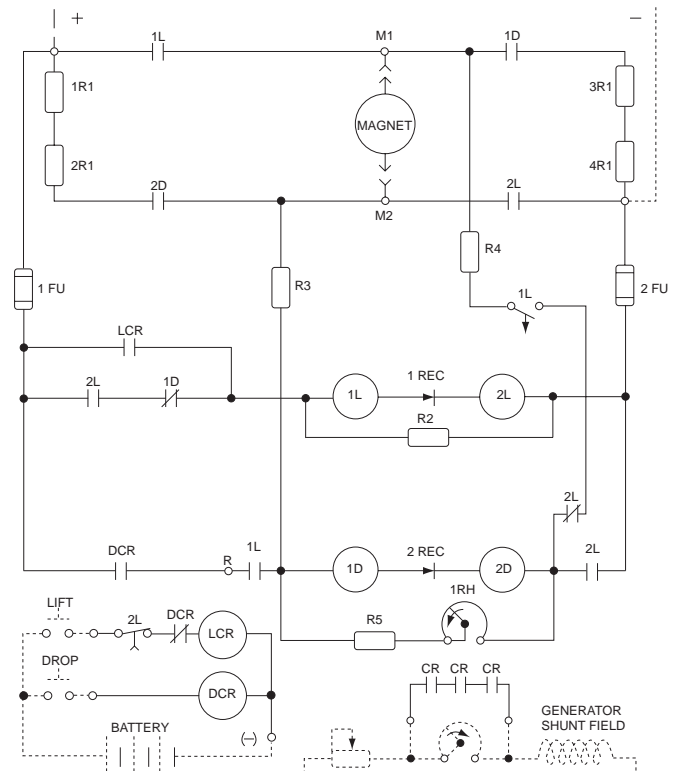 + −
1L M1 1D
1R1 3R1
MAGNET
2R1 4R1
2D 2L
M2
R4
R3
1 FU 1L 2 FU
LCR
2L 1D 1L 1 REC 2L
R2
2L
DCR 1L 2 REC 2L
R 1D 2D
1RH
LIFT
2L DCR R5
LCR
DROP CR CR CR
DCR
BATTERY (–) GENERATOR
SHUNT FIELD